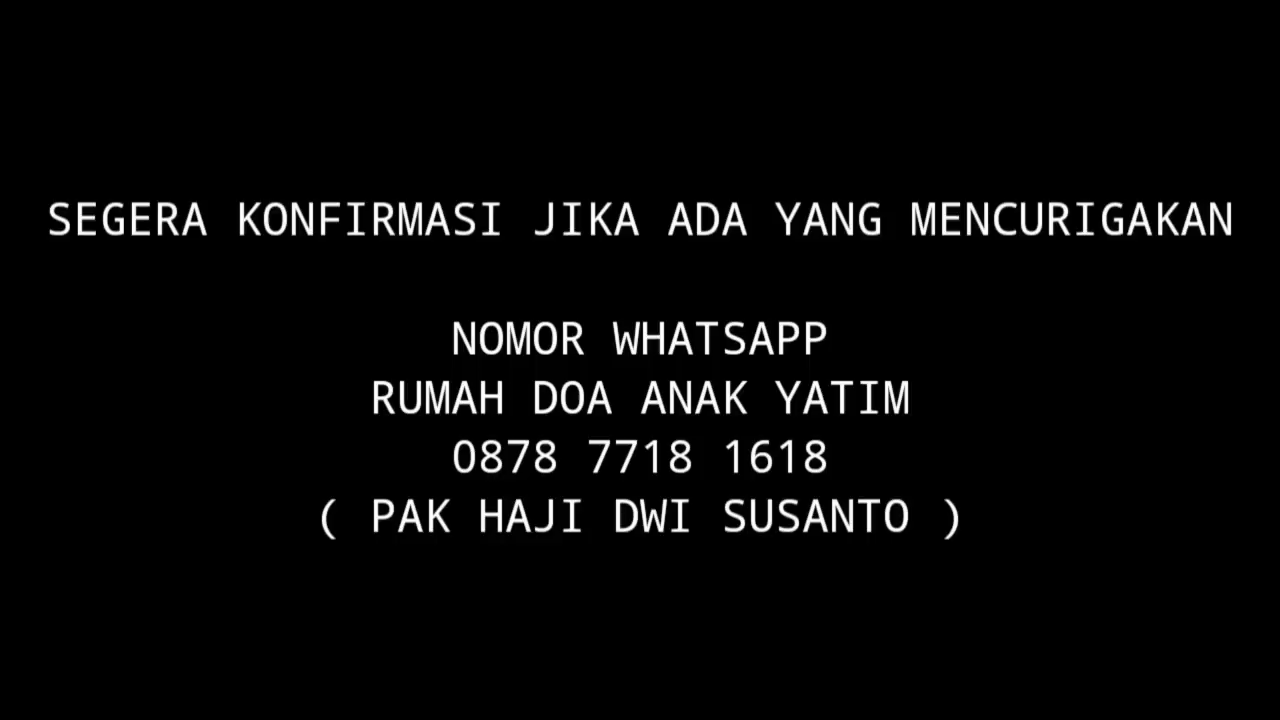 SEGERA KONFIRMASI JIKA ADA YANG MENCURIGAKAN
NOMOR WHATSAPP
RUMAH DOA ANAK YATIM
0878 7718 1618
( PAK HAJI DWI SUSANTO )